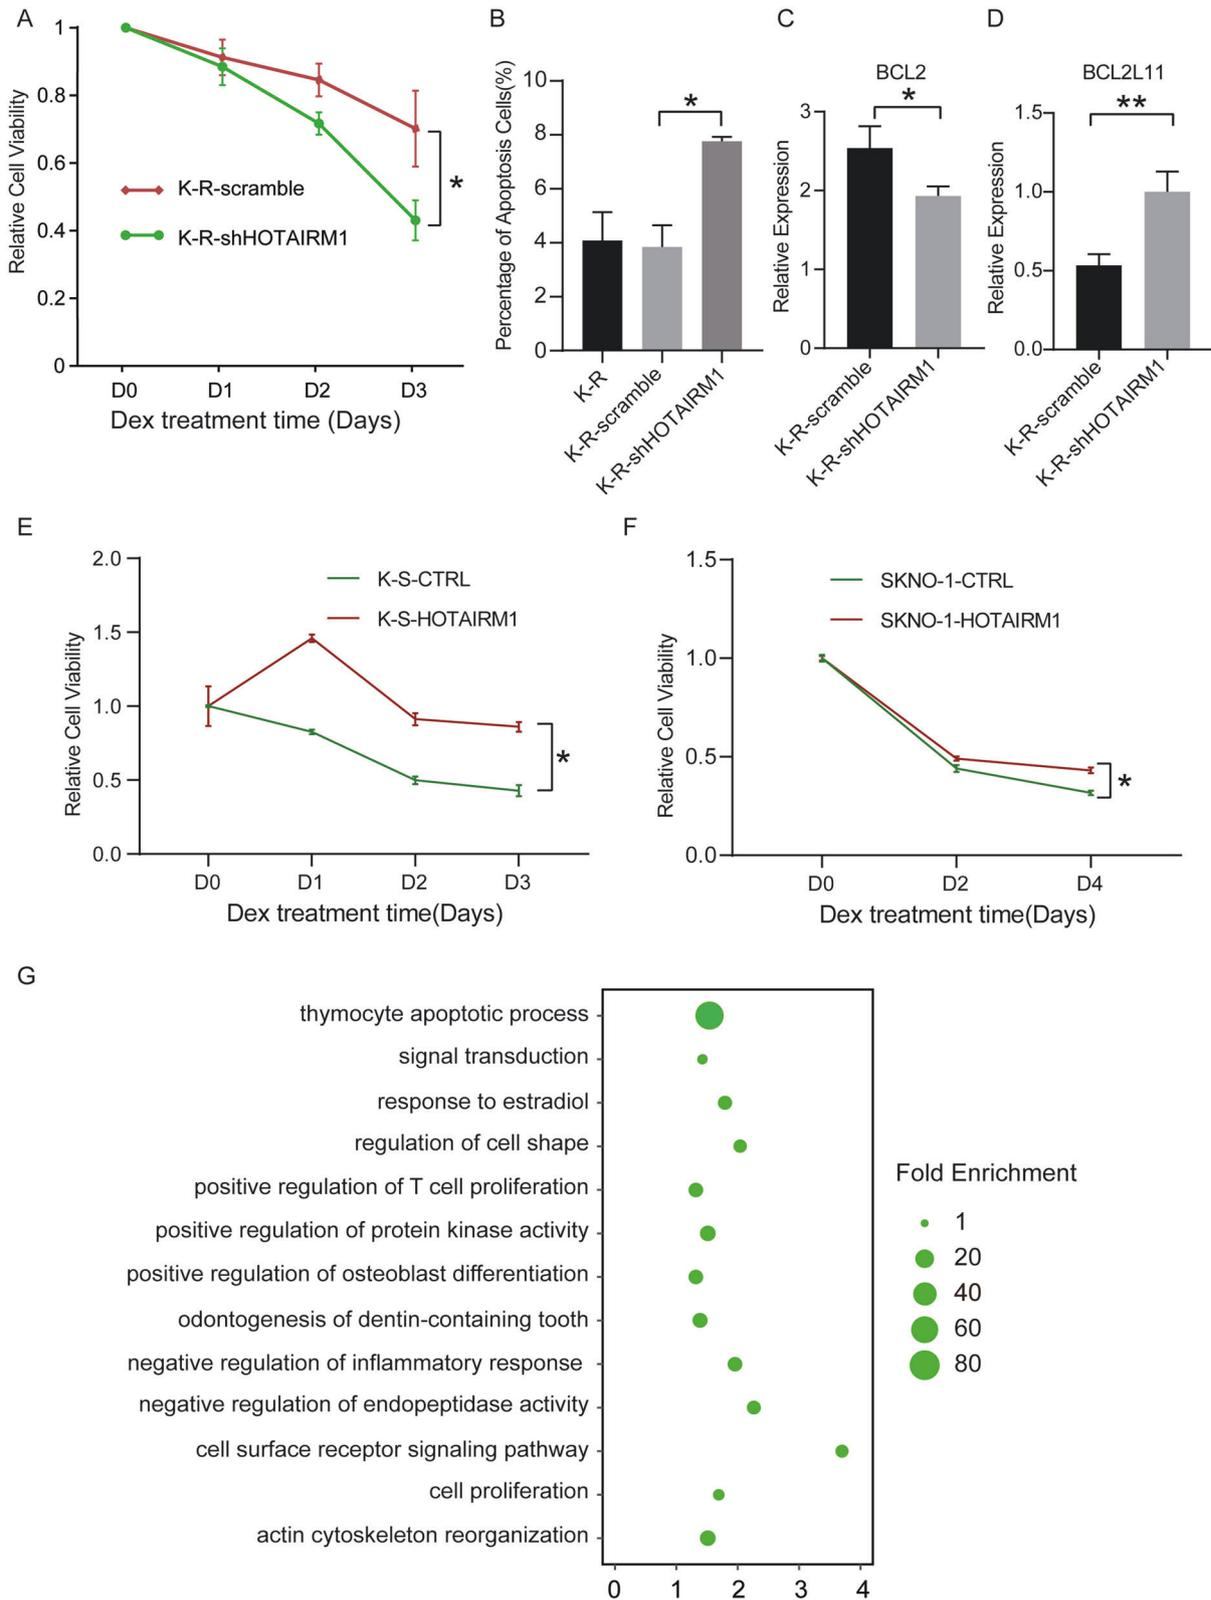 A
Relative Cell Viability
1
0.8
0.6
0.4
0.2
0
K-R-scramble
K-R-shHOTAIRM1
*
D0 D1 D2 D3
Dex treatment time (Days)
B
Percentage of Apoptosis Cells(%)
10
8
6
4
2
0
*
K-R
K-R-scramble
K-R-shHOTAIRM1
C
BCL2
*
Relative Expression
3
2
1
0
K-R-scramble
K-R-shHOTAIRM1
D
BCL2L11
**
Relative Expression
1.5
1.0
0.5
0.0
K-R-scramble
K-R-shHOTAIRM1
E
Relative Cell Viability
2.0
1.5
1.0
0.5
0.0
K-S-CTRL
K-S-HOTAIRM1
*
D0 D1 D2 D3
Dex treatment time(Days)
F
Relative Cell Viability
1.5
1.0
0.5
0.0
SKNO-1-CTRL
SKNO-1-HOTAIRM1
*
D0 D2 D4
Dex treatment time(Days)
G
thymocyte apoptotic process
signal transduction
response to estradiol
regulation of cell shape
positive regulation of T cell proliferation
positive regulation of protein kinase activity
positive regulation of osteoblast differentiation
odontogenesis of dentin-containing tooth
negative regulation of inflammatory response
negative regulation of endopeptidase activity
cell surface receptor signaling pathway
cell proliferation
actin cytoskeleton reorganization
0 1 2 3 4
Fold Enrichment
1
20
40
60
80